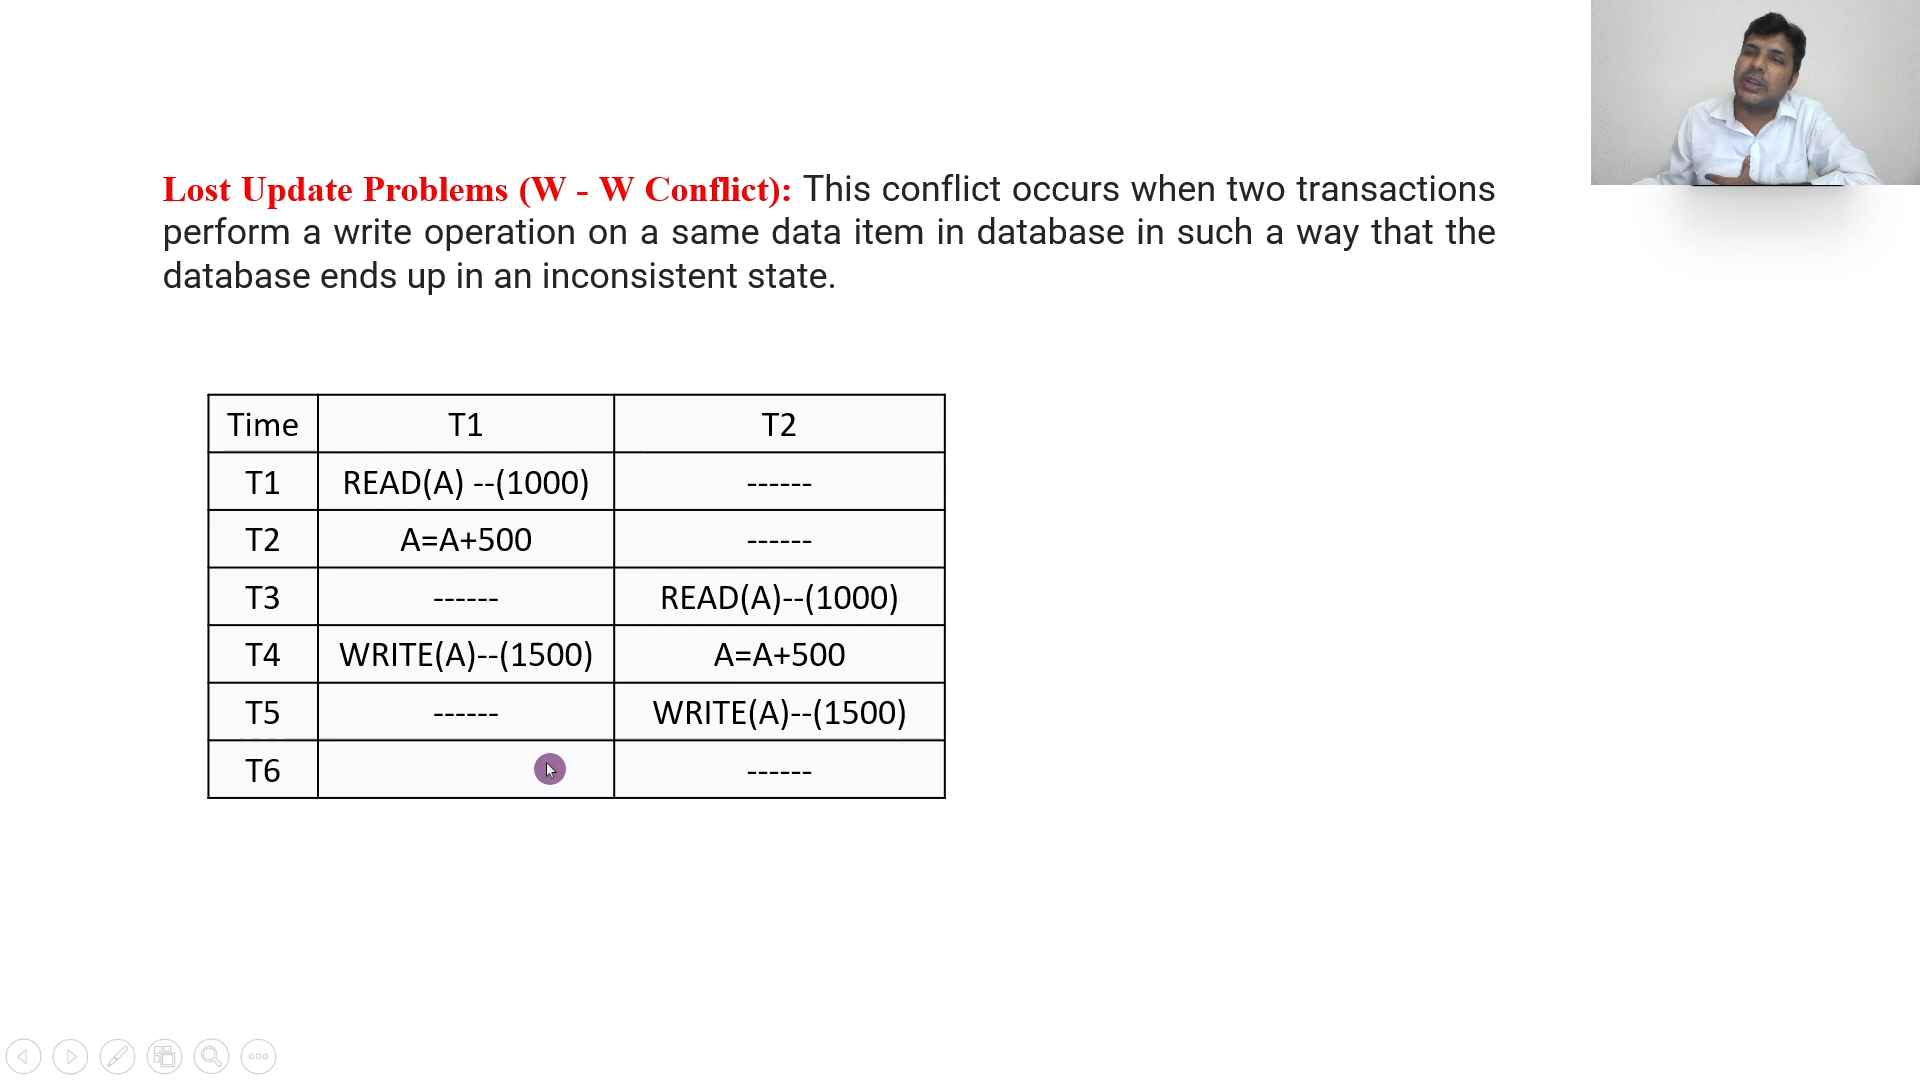 Lost Update Problems (W - W Conflict): This conflict occurs when two transactions
perform a write operation on a same data item in database in such a way that the
database ends up in an inconsistent state.
Time T1 T2
T1 READ(A) --(1000) ------
T2 A=A+500 ------
T3 ------ READ(A)--(1000)
T4 WRITE(A)--(1500) A=A+500
T5 ------ WRITE(A)--(1500)
T6 ------